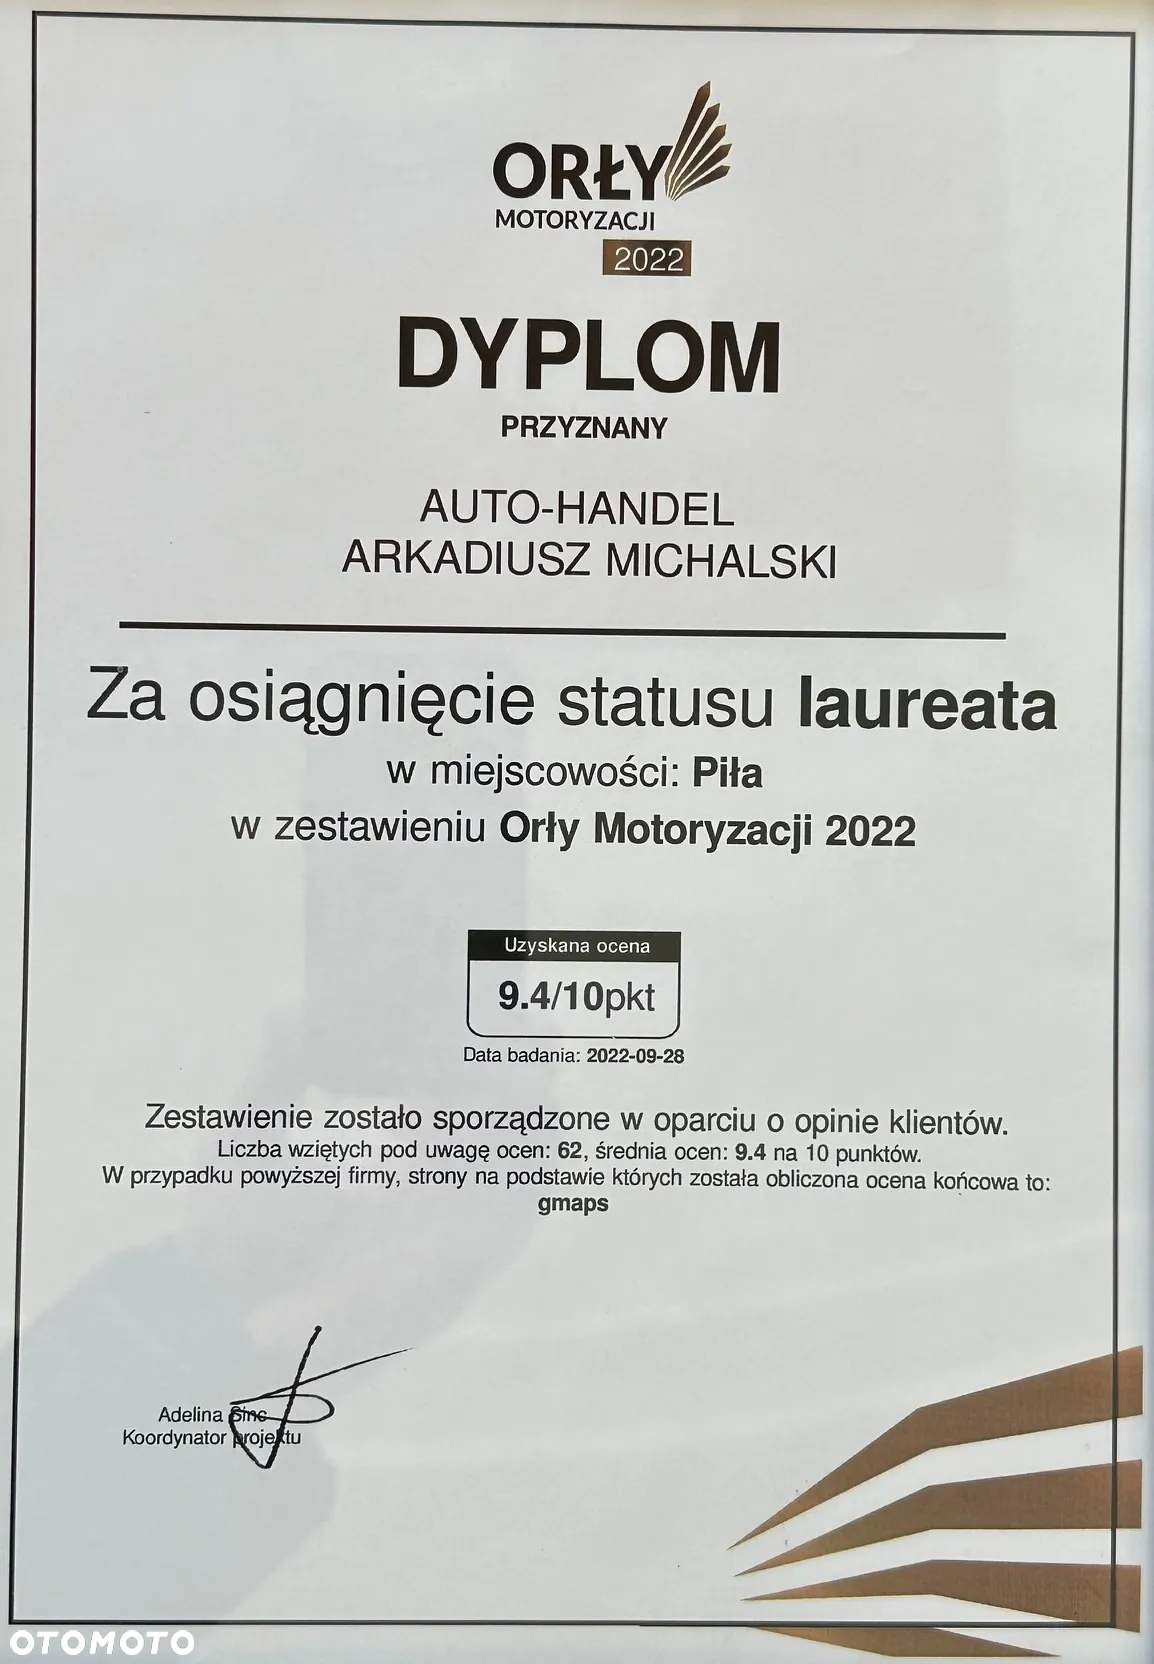 ORŁY
MOTORYZACJI
2022
DYPLOM
PRZYZNANY
AUTO-HANDEL
ARKADIUSZ MICHALSKI
Za osiągnięcie statusu laureata
w miejscowości: Piła
w zestawieniu Orły Motoryzacji 2022
Uzyskana ocena
9.4/10pkt
Data badania: 2022-09-28
Zestawienie zostało sporządzone w oparciu o opinie klientów.
Liczba wziętych pod uwagę ocen: 62, średnia ocen: 9.4 na 10 punktów.
W przypadku powyższej firmy, strony na podstawie których została obliczona ocena końcowa to:
gmaps
Adelina
Koordynator projektu
OTOMOTO